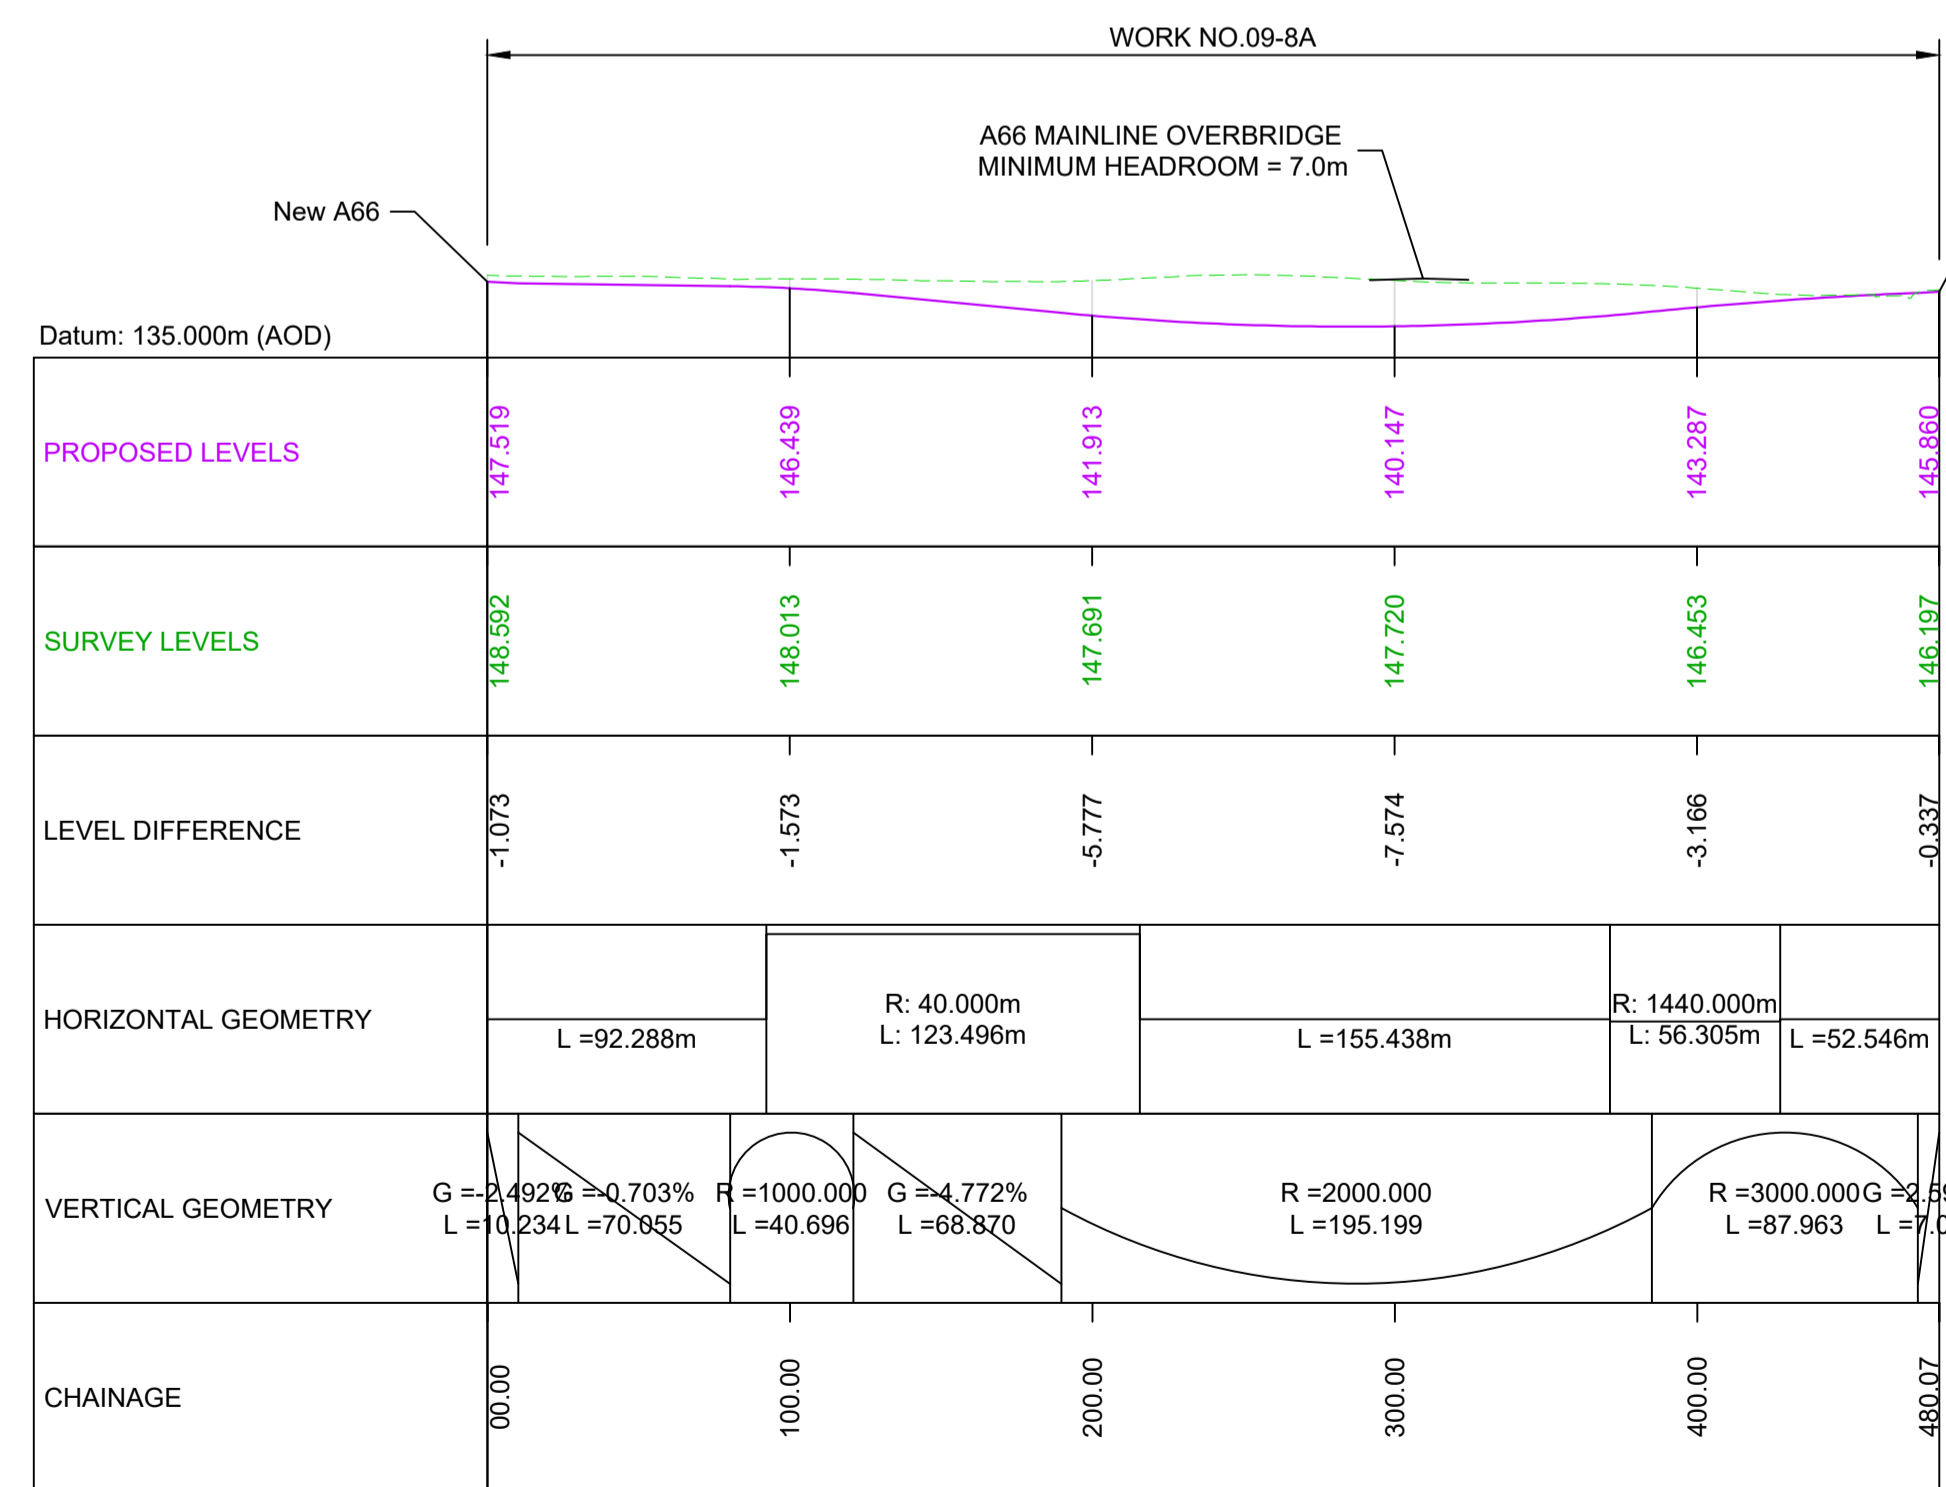 WORK NO.09-8A
A66 MAINLINE OVERBRIDGE
MINIMUM HEADROOM = 7.0m
New A66
Datum: 135.000m (AOD)
PROPOSED LEVELS
147.519
146.439
141.913
140.147
143.287
145.860
SURVEY LEVELS
148.592
148.013
147.691
147.720
146.453
146.197
LEVEL DIFFERENCE
-1.073
-1.573
-5.777
-7.574
-3.166
-0.337
HORIZONTAL GEOMETRY
L =92.288m
R: 40.000m
L: 123.496m
L =155.438m
R: 1440.000m
L: 56.305m
L =52.546m
VERTICAL GEOMETRY
G =-2.492%
L =10.234
G =-0.703%
L =70.055
R =1000.000
L =40.696
G =-4.772%
L =68.870
R =2000.000
L =195.199
R =3000.000
L =87.963
G =
L =
CHAINAGE
00.00
100.00
200.00
300.00
400.00
480.07